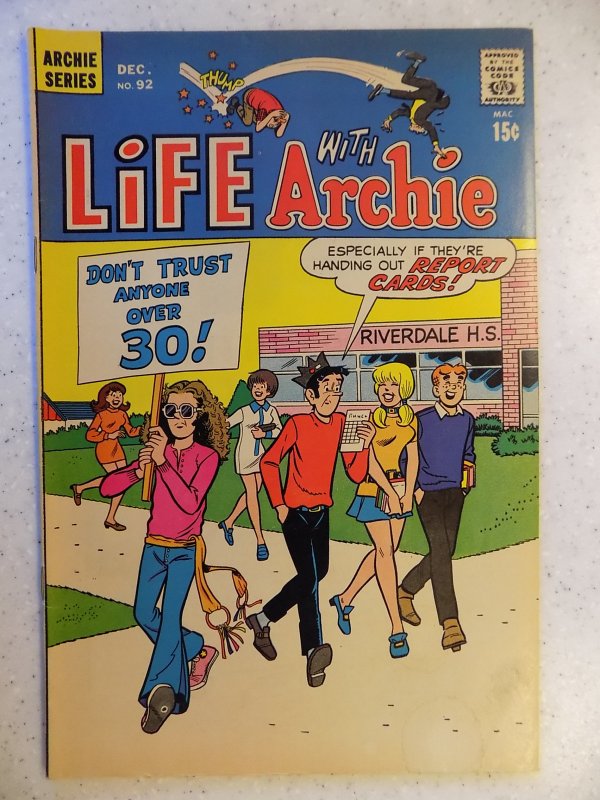 ARCHIE
SERIES
DEC.
NO. 92
THUMP
APPROVED
BY THE
COMICS
CODE
AUTHORITY
MAC
15¢
LiFE WITH Archie
DON'T TRUST
ANYONE
OVER
30!
ESPECIALLY IF THEY'RE
HANDING OUT REPORT
CARDS!
RIVERDALE H.S.